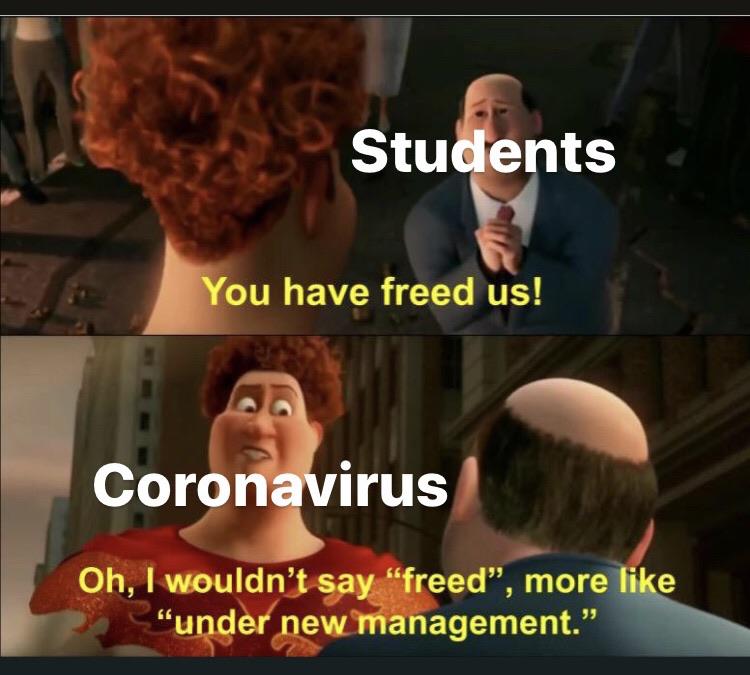 Students
You have freed us!
Coronavirus
Oh, I wouldn’t say “freed”, more like
“under new management.”